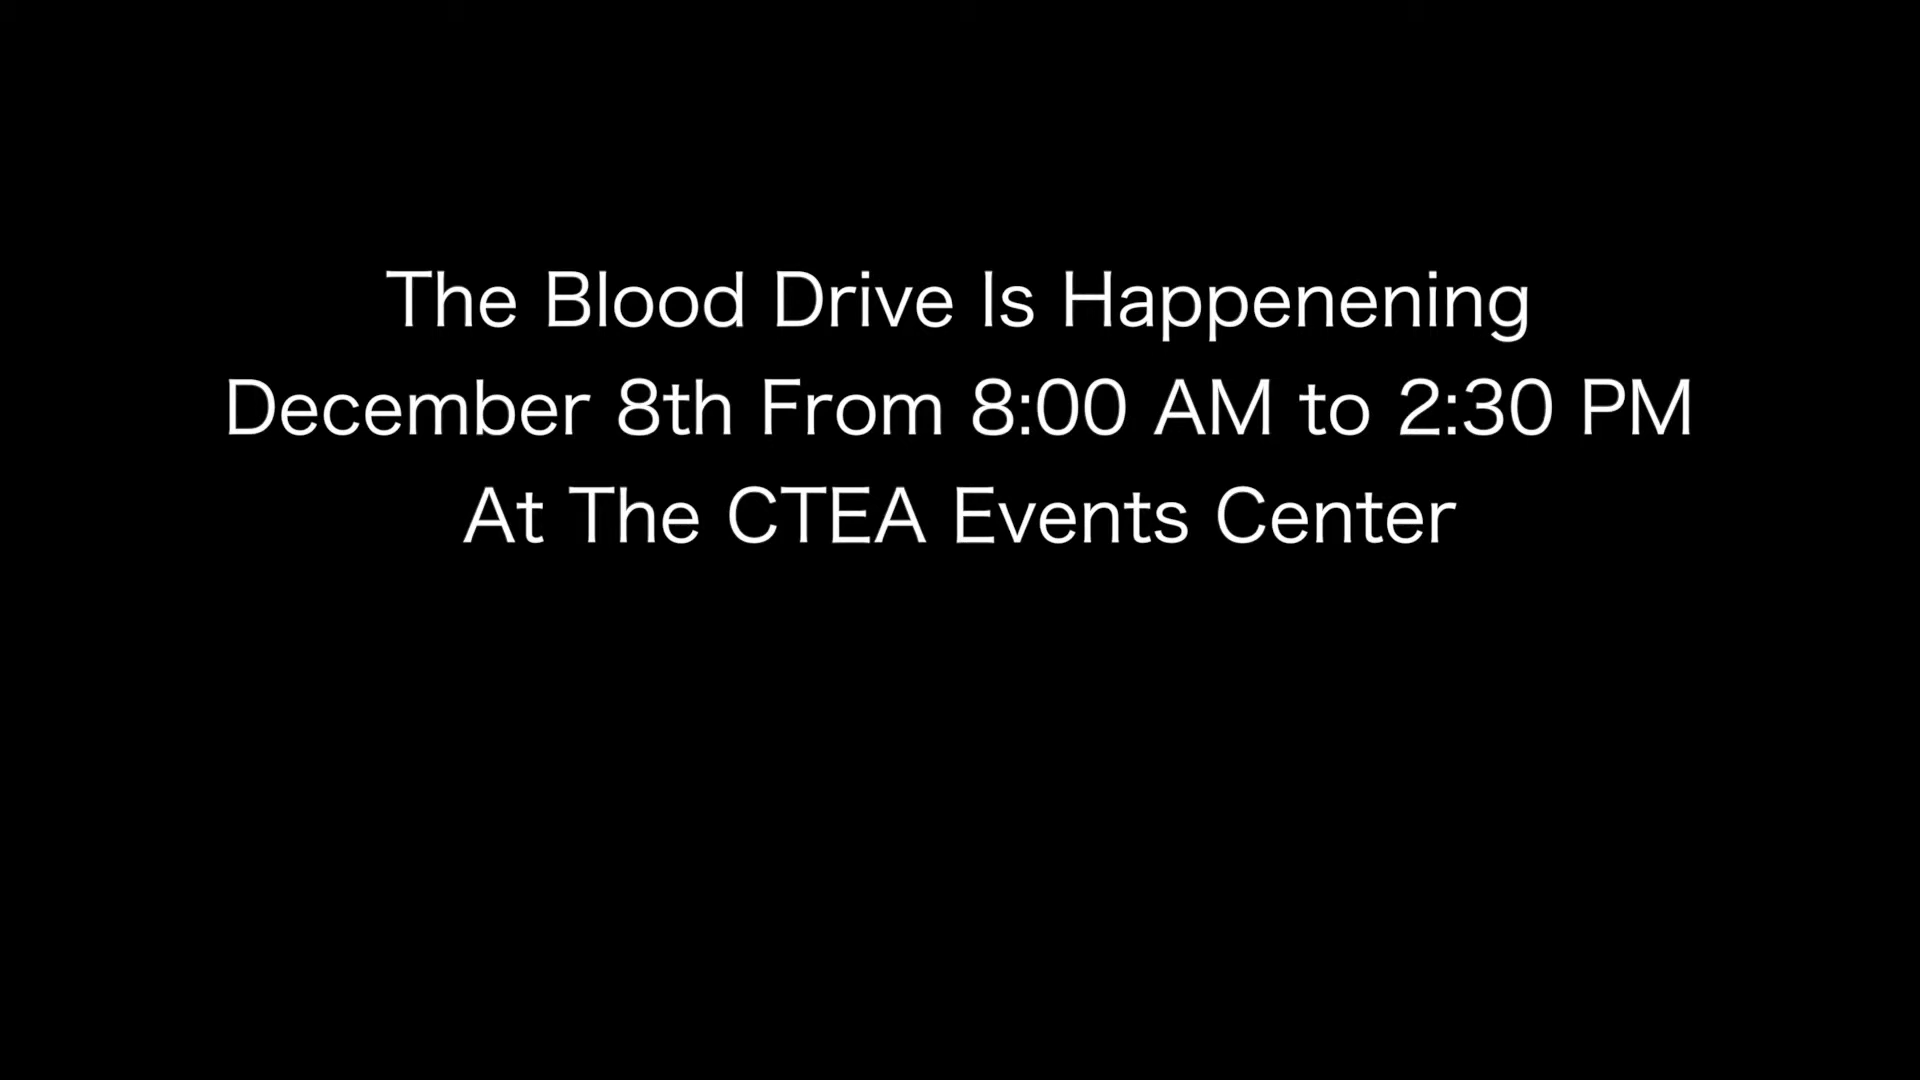 The Blood Drive Is Happenening
December 8th From 8:00 AM to 2:30 PM
At The CTEA Events Center